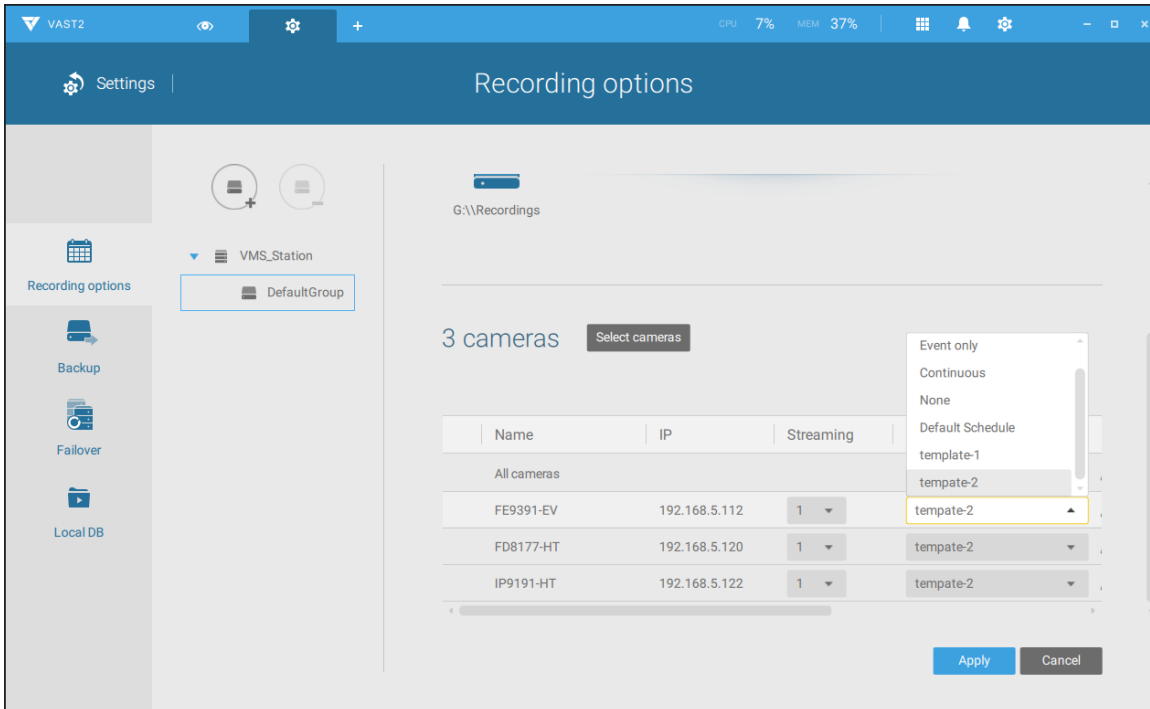 VAST2
CPU 7% MEM 37%
Settings
Recording options
G:\\Recordings
Recording options
VMS_Station
DefaultGroup
Backup
Failover
Local DB
3 cameras
Select cameras
Event only
Continuous
None
Default Schedule
template-1
tempate-2
Name IP Streaming
All cameras
FE9391-EV 192.168.5.112 1 tempate-2
FD8177-HT 192.168.5.120 1 tempate-2
IP9191-HT 192.168.5.122 1 tempate-2
Apply Cancel